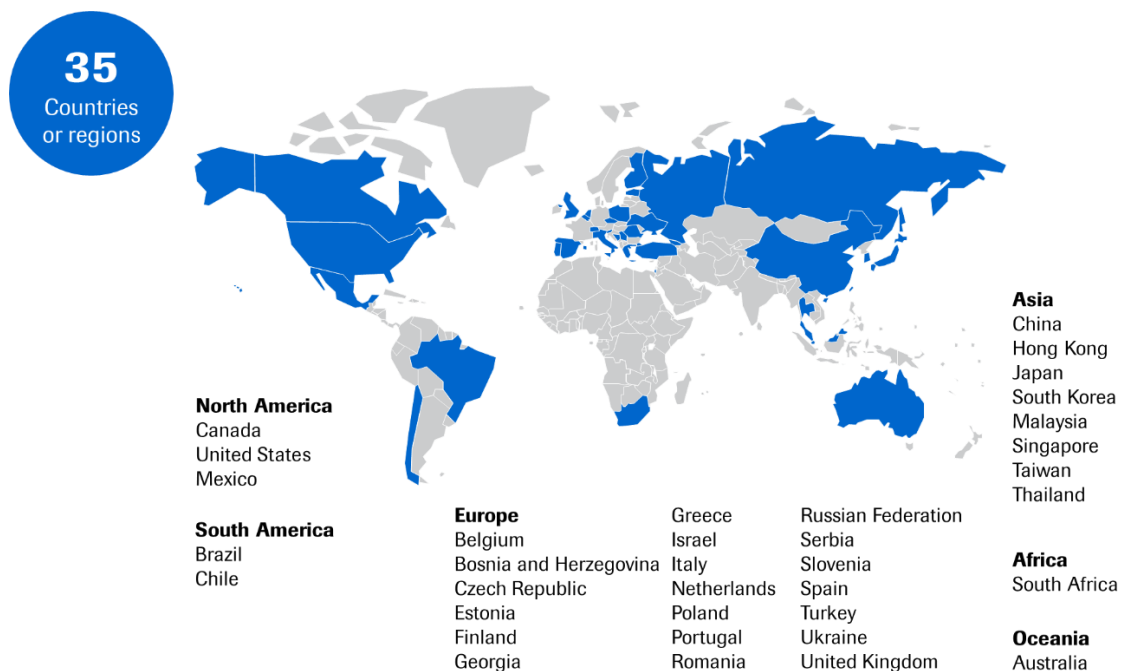 35
Countries
or regions
North America
Canada
United States
Mexico
South America
Brazil
Chile
Europe
Belgium
Bosnia and Herzegovina
Czech Republic
Estonia
Finland
Georgia
Greece
Israel
Italy
Netherlands
Poland
Portugal
Romania
Russian Federation
Serbia
Slovenia
Spain
Turkey
Ukraine
United Kingdom
Asia
China
Hong Kong
Japan
South Korea
Malaysia
Singapore
Taiwan
Thailand
Africa
South Africa
Oceania
Australia